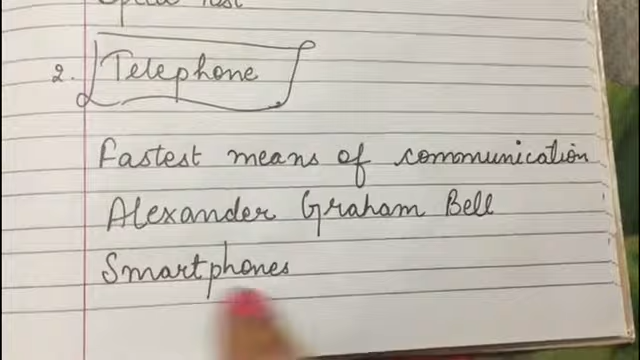 2. Telephone
Fastest means of communication
Alexander Graham Bell
Smartphones